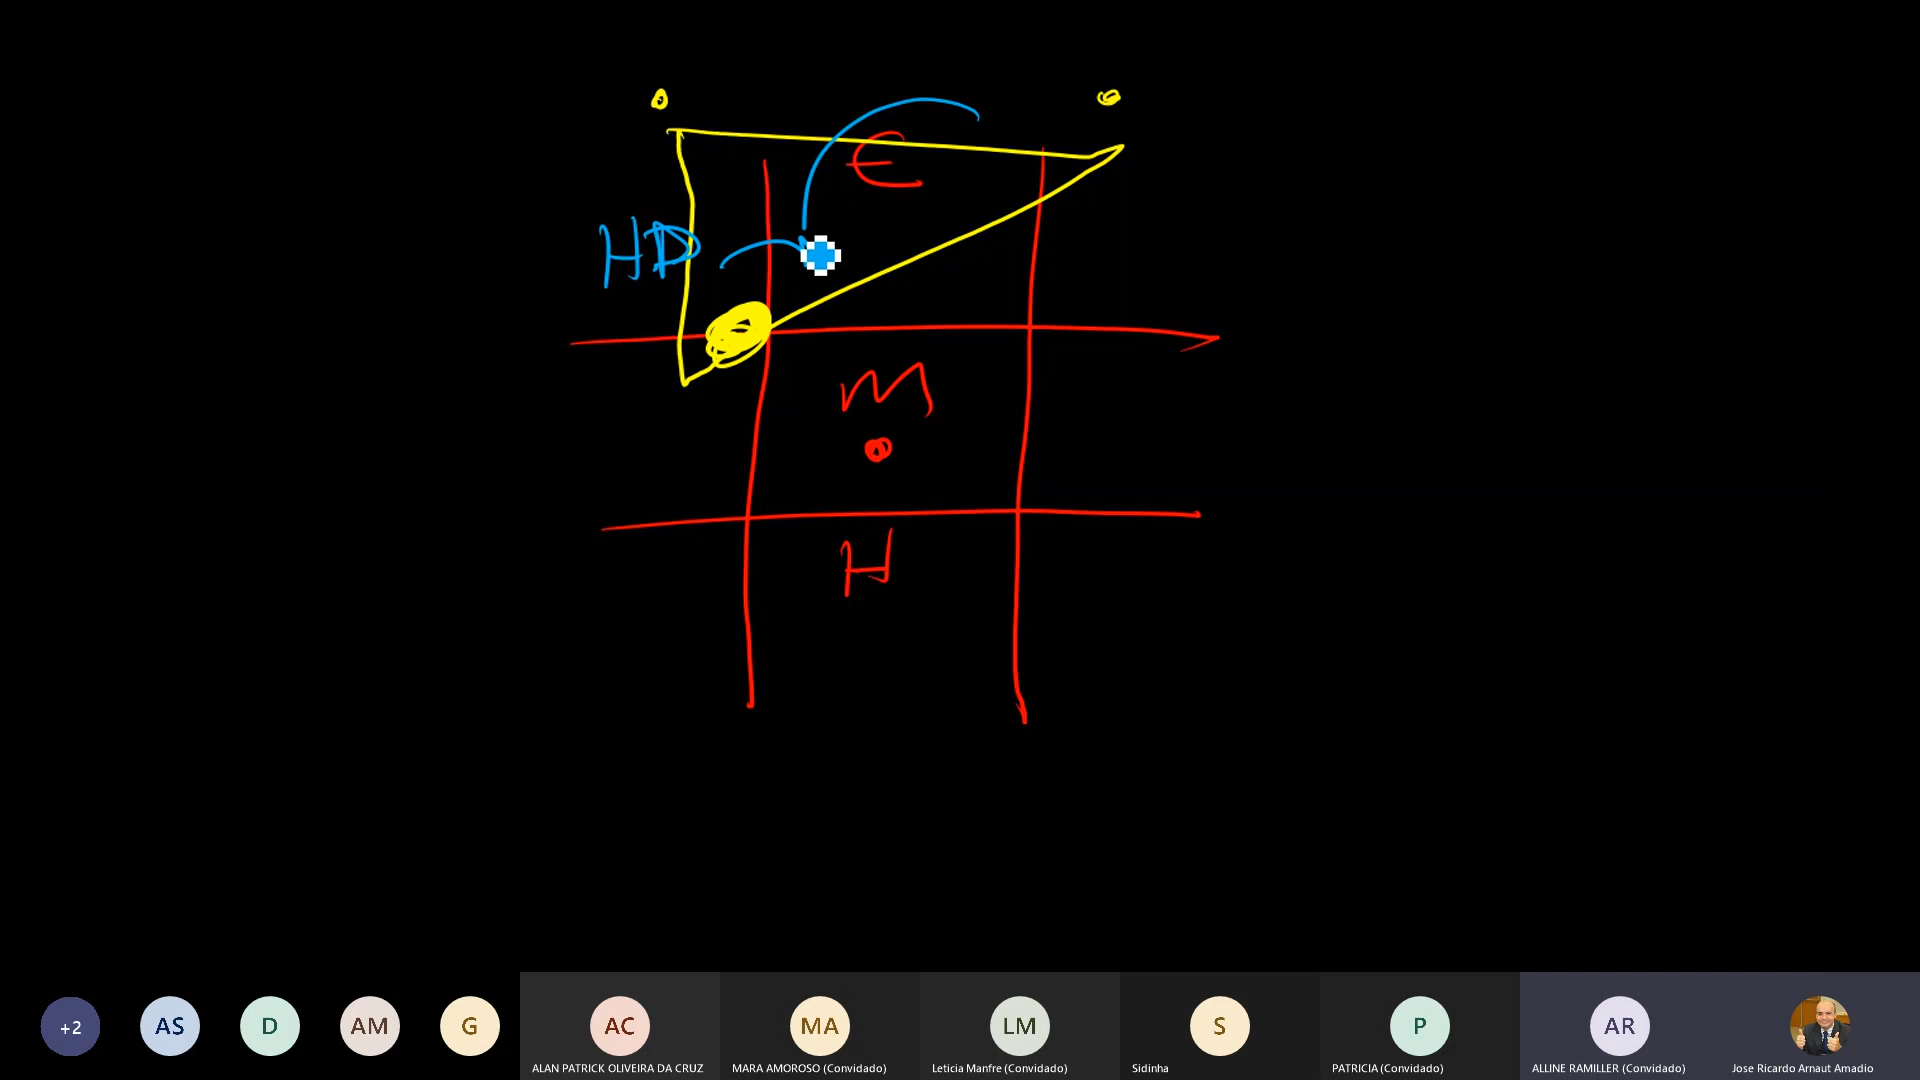 E
HD
M
H
+2
AS
D
AM
G
AC
MA
LM
S
P
AR
ALAN PATRICK OLIVEIRA DA CRUZ
MARA AMOROSO (Convidado)
Leticia Manfre (Convidado)
Sidinha
PATRICIA (Convidado)
ALLINE RAMILLER (Convidado)
Jose Ricardo Arnaut Amadio